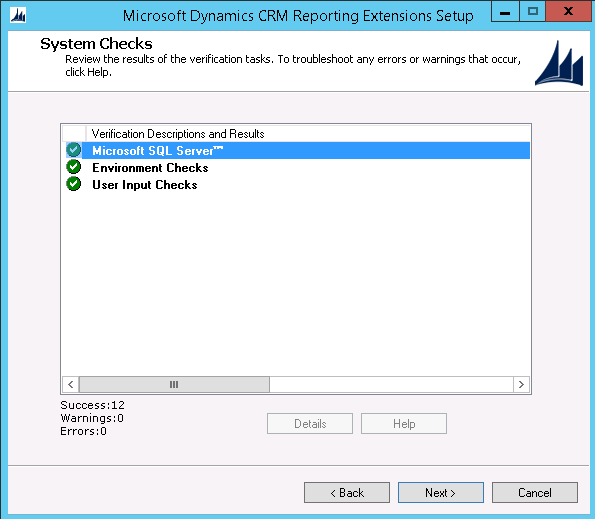 Microsoft Dynamics CRM Reporting Extensions Setup
System Checks
Review the results of the verification tasks. To troubleshoot any errors or warnings that occur,
click Help.
Verification Descriptions and Results
Microsoft SQL Server™
Environment Checks
User Input Checks
Success:12
Warnings:0
Errors:0
Details
Help
< Back
Next >
Cancel